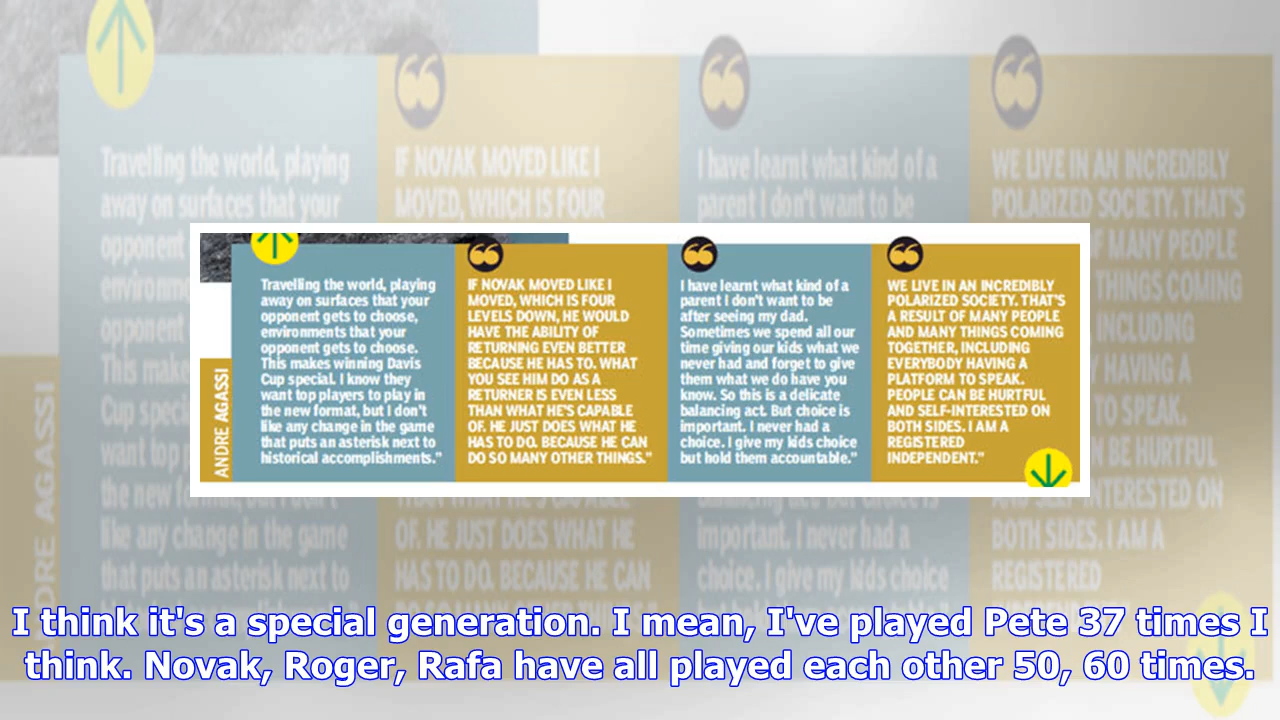 ANDRE AGASSI
Travelling the world, playing
away on surfaces that your
opponent gets to choose,
environments that your
opponent gets to choose.
This makes winning Davis
Cup special. I know they
want top players to play in
the new format, but I don't
like any change in the game
that puts an asterisk next to
historical accomplishments."
IF NOVAK MOVED LIKE I
MOVED, WHICH IS FOUR
LEVELS DOWN, HE WOULD
HAVE THE ABILITY OF
RETURNING EVEN BETTER
BECAUSE HE HAS TO. WHAT
YOU SEE HIM DO AS A
RETURNER IS EVEN LESS
THAN WHAT HE'S CAPABLE
OF. HE JUST DOES WHAT HE
HAS TO DO. BECAUSE HE CAN
DO SO MANY OTHER THINGS."
I have learnt what kind of a
parent I don't want to be
after seeing my dad.
Sometimes we spend all our
time giving our kids what we
never had and forget to give
them what we do have you
know. So this is a delicate
balancing act. But choice is
important. I never had a
choice. I give my kids choice
but hold them accountable."
WE LIVE IN AN INCREDIBLY
POLARIZED SOCIETY. THAT'S
A RESULT OF MANY PEOPLE
AND MANY THINGS COMING
TOGETHER, INCLUDING
EVERYBODY HAVING A
PLATFORM TO SPEAK.
PEOPLE CAN BE HURTFUL
AND SELF-INTERESTED ON
BOTH SIDES. I AM A
REGISTERED
INDEPENDENT."
I think it's a special generation. I mean, I've played Pete 37 times I
think. Novak, Roger, Rafa have all played each other 50, 60 times.